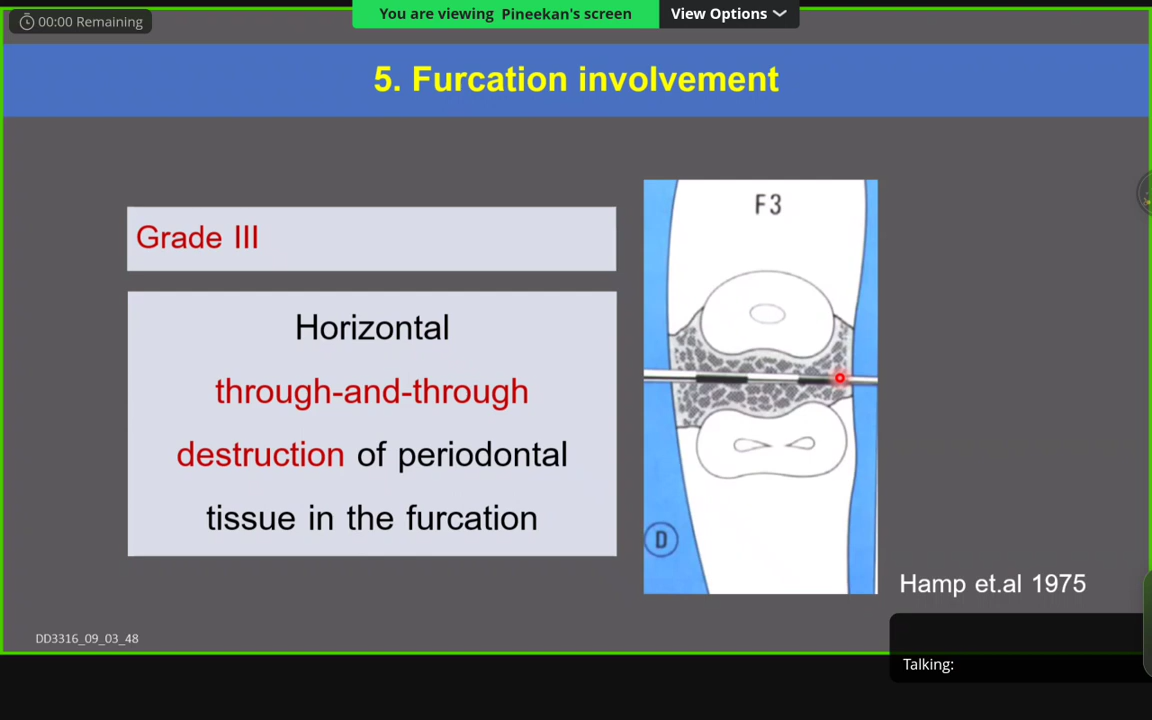 00:00 Remaining
You are viewing Pineekan's screen
View Options
5. Furcation involvement
Grade III
Horizontal
through-and-through
destruction of periodontal
tissue in the furcation
F3
D
Hamp et.al 1975
DD3316_09_03_48
Talking: